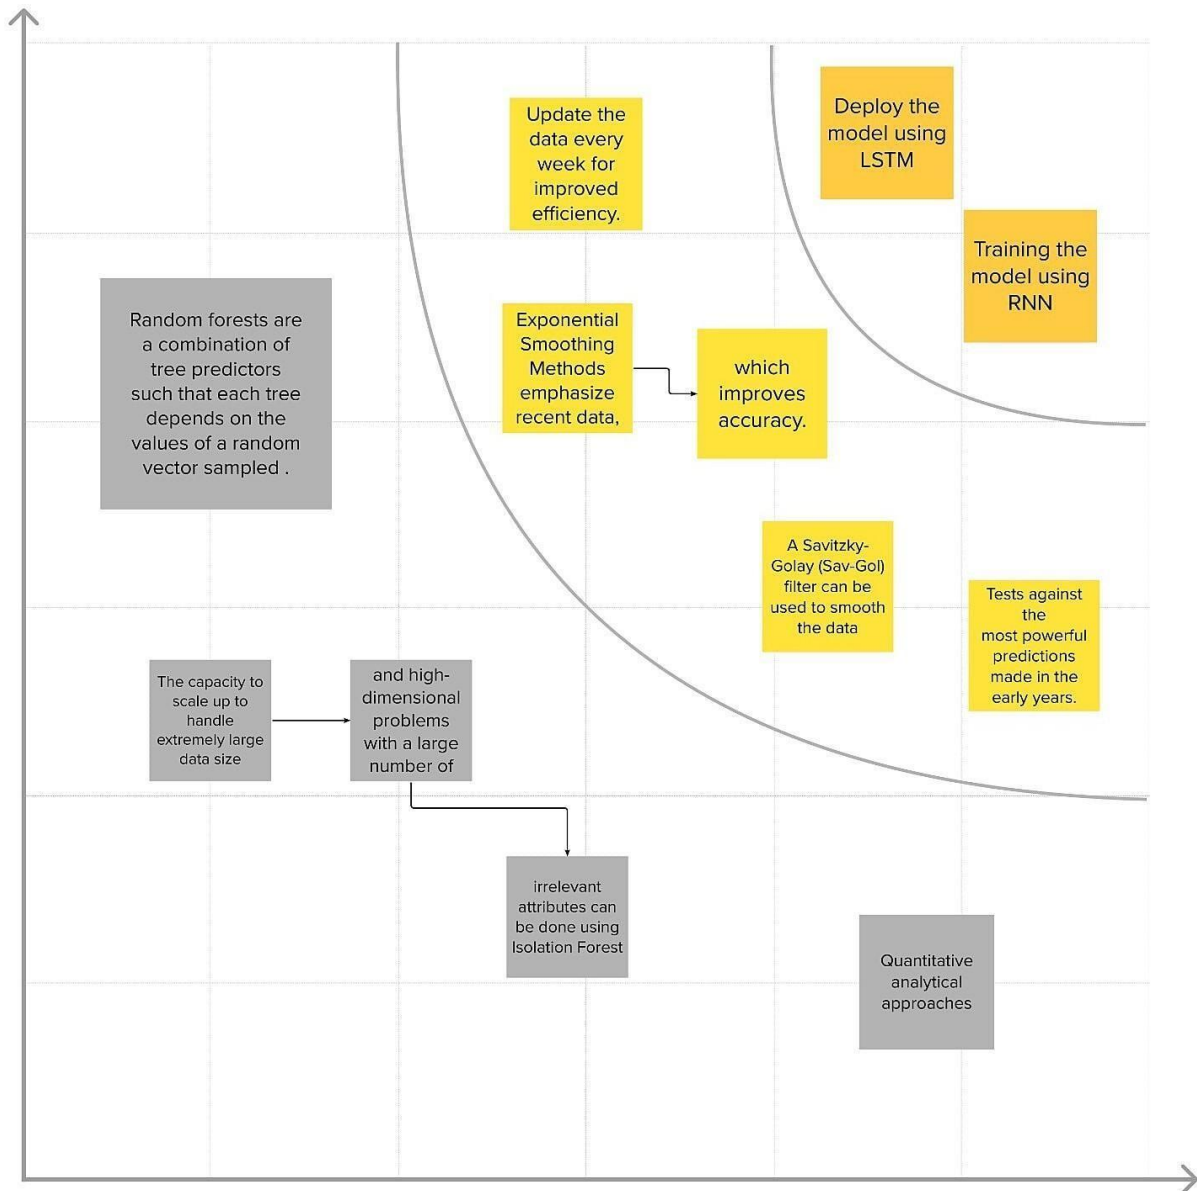 Deploy the
model using
LSTM
Update the
data every
week for
improved
efficiency.
Training the
model using
RNN
Random forests are
a combination of
tree predictors
such that each tree
depends on the
values of a random
vector sampled .
Exponential
Smoothing
Methods
emphasize
recent data,
which
improves
accuracy.
A Savitzky-
Golay (Sav-Gol)
filter can be
used to smooth
the data
Tests against
the
most powerful
predictions
made in the
early years.
The capacity to
scale up to
handle
extremely large
data size
and high-
dimensional
problems
with a large
number of
irrelevant
attributes can
be done using
Isolation Forest
Quantitative
analytical
approaches